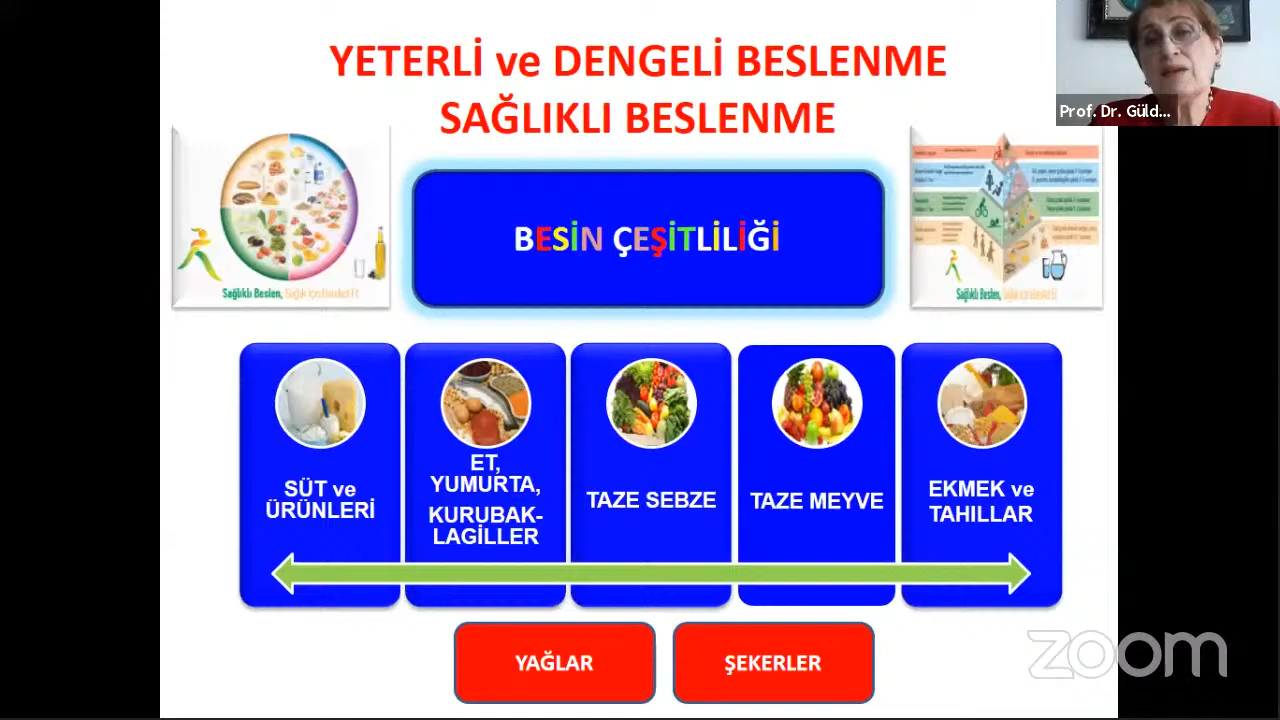 YETERLİ ve DENGELİ BESLENME
SAĞLIKLI BESLENME
Prof. Dr. Güld...
BESİN ÇEŞİTLİLİĞİ
Sağlıklı Beslen, Sağlık için Hareket Et
Sağlıklı Beslen, Sağlık için Hareket Et
SÜT ve
ÜRÜNLERİ
ET,
YUMURTA,
KURUBAK-
LAGİLLER
TAZE SEBZE
TAZE MEYVE
EKMEK ve
TAHILLAR
YAĞLAR
ŞEKERLER
zoom